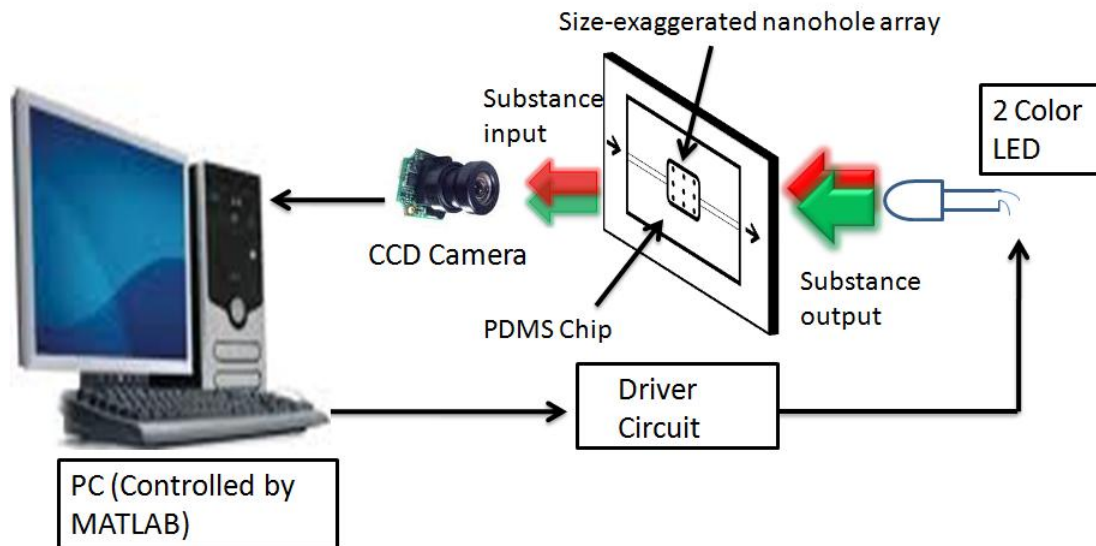 Size-exaggerated nanohole array
Substance
input
2 Color
LED
CCD Camera
Substance
output
PDMS Chip
Driver
Circuit
PC (Controlled by
MATLAB)